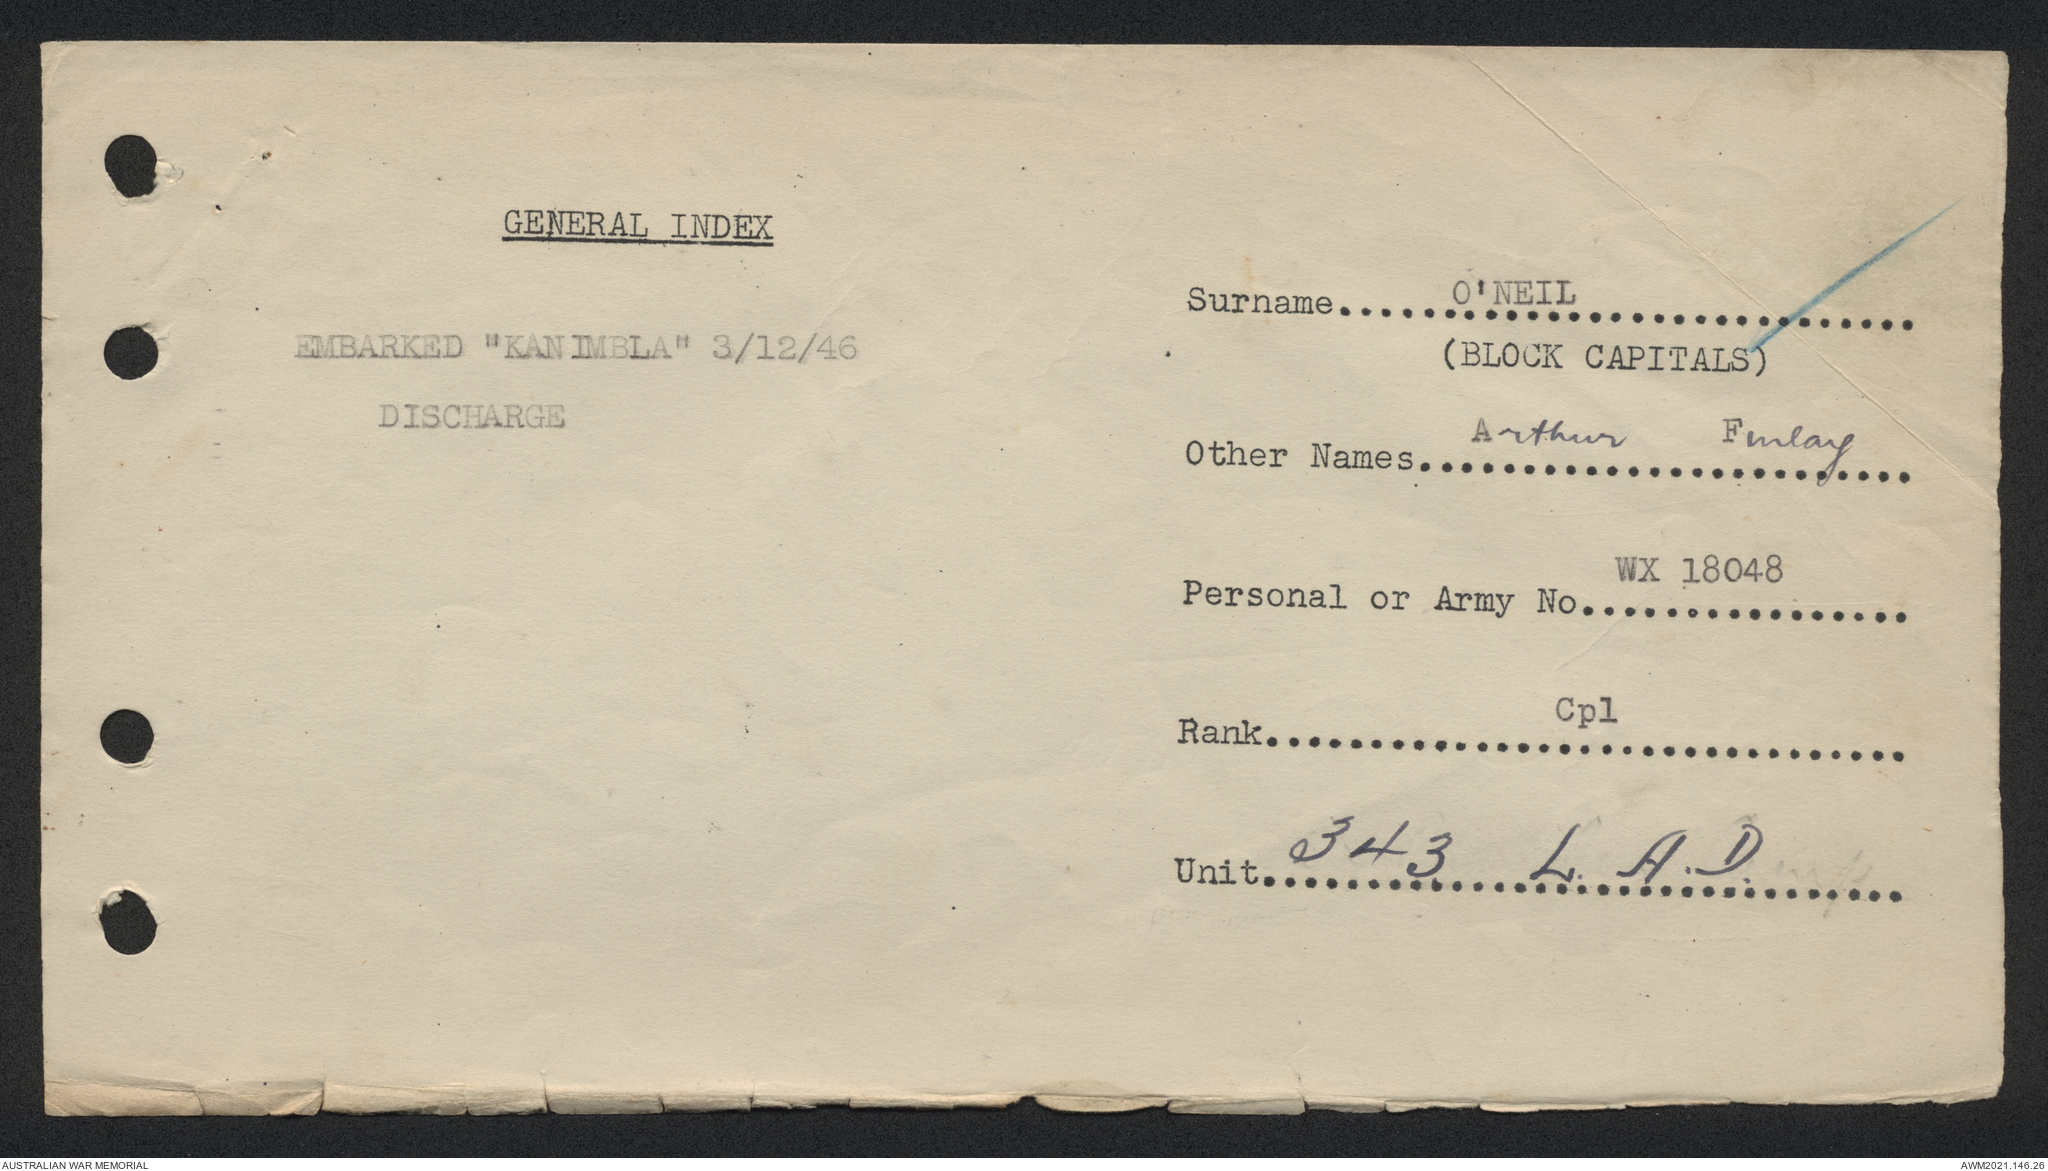 GENERAL INDEX
EMBARKED "KANIMBLA" 3/12/46
DISCHARGE
Surname.....O'NEIL.....
(BLOCK CAPITALS)
Other Names.....Arthur Finlay.....
Personal or Army No.....WX 18048.....
Rank.....Cpl.....
Unit.....343 L.A.D......
AUSTRALIAN WAR MEMORIAL
AWM2021.146.26